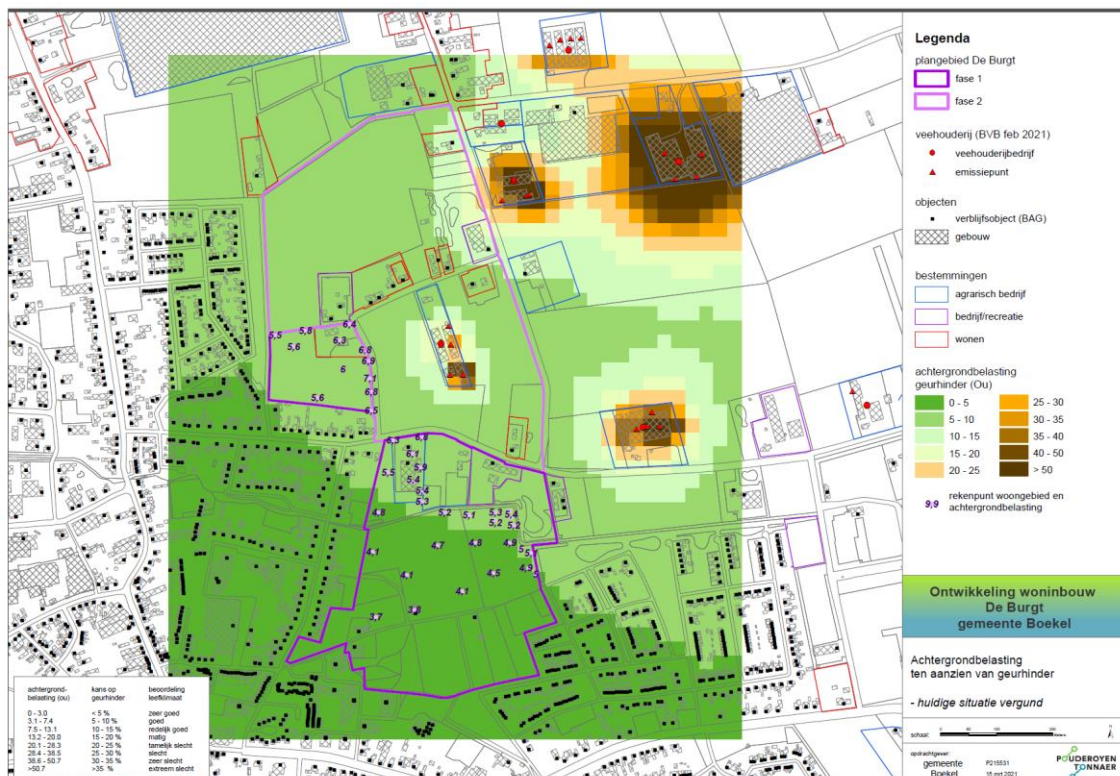 Legenda
plangebied De Burgt
fase 1
fase 2
veehouderij (BVB feb 2021)
veehouderijbedrijf
emissiepunt
objecten
verblijfsobject (BAG)
gebouw
bestemmingen
agrarisch bedrijf
bedrijf/recreatie
wonen
achtergrondbelasting
geurhinder (Ou)
0 - 5 25 - 30
5 - 10 30 - 35
10 - 15 35 - 40
15 - 20 40 - 50
20 - 25 > 50
9,9 rekenpunt woongebied en
achtergrondbelasting
Ontwikkeling woninbouw
De Burgt
gemeente Boekel
Achtergrondbelasting
ten aanzien van geurhinder
- huidige situatie vergund
schaal:
opdrachtgever:
gemeente
Boekel
P215531
15 mrt 2021
POUDEROYEN
TONNAER
5,5 5,8 6,4
5,6 6,3 6,8
6,9
6 7,1
5,6 6,8
6,5
6,3
6,1
5,5 5,9
5,4
5,4
5,3
4,8 5,2 5,1 5,3 5,4
5,2 5,2
4,1 4,7 4,8 4,9 5
4,1 4,5 4,9 5
4,1
3,7 3,8
achtergrond- kans op beoordeling
belasting (ou) geurhinder leefklimaat
0 - 3.0 < 5 % zeer goed
3.1 - 7.4 5 - 10 % goed
7.5 - 13.1 10 - 15 % redelijk goed
13.2 - 20.0 15 - 20 % matig
20.1 - 28.3 20 - 25 % tamelijk slecht
28.4 - 38.5 25 - 30 % slecht
38.6 - 50.7 30 - 35 % zeer slecht
>50.7 >35 % extreem slecht